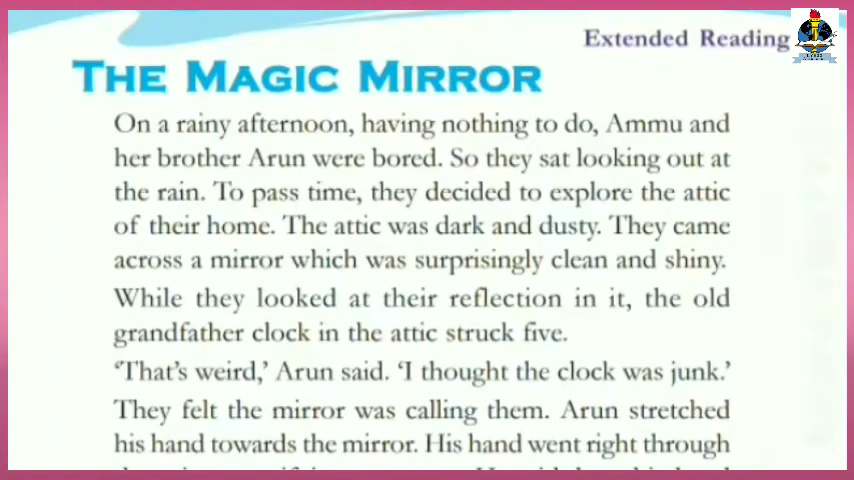 Extended Reading
THE MAGIC MIRROR
On a rainy afternoon, having nothing to do, Ammu and
her brother Arun were bored. So they sat looking out at
the rain. To pass time, they decided to explore the attic
of their home. The attic was dark and dusty. They came
across a mirror which was surprisingly clean and shiny.
While they looked at their reflection in it, the old
grandfather clock in the attic struck five.
‘That’s weird,’ Arun said. ‘I thought the clock was junk.’
They felt the mirror was calling them. Arun stretched
his hand towards the mirror. His hand went right through